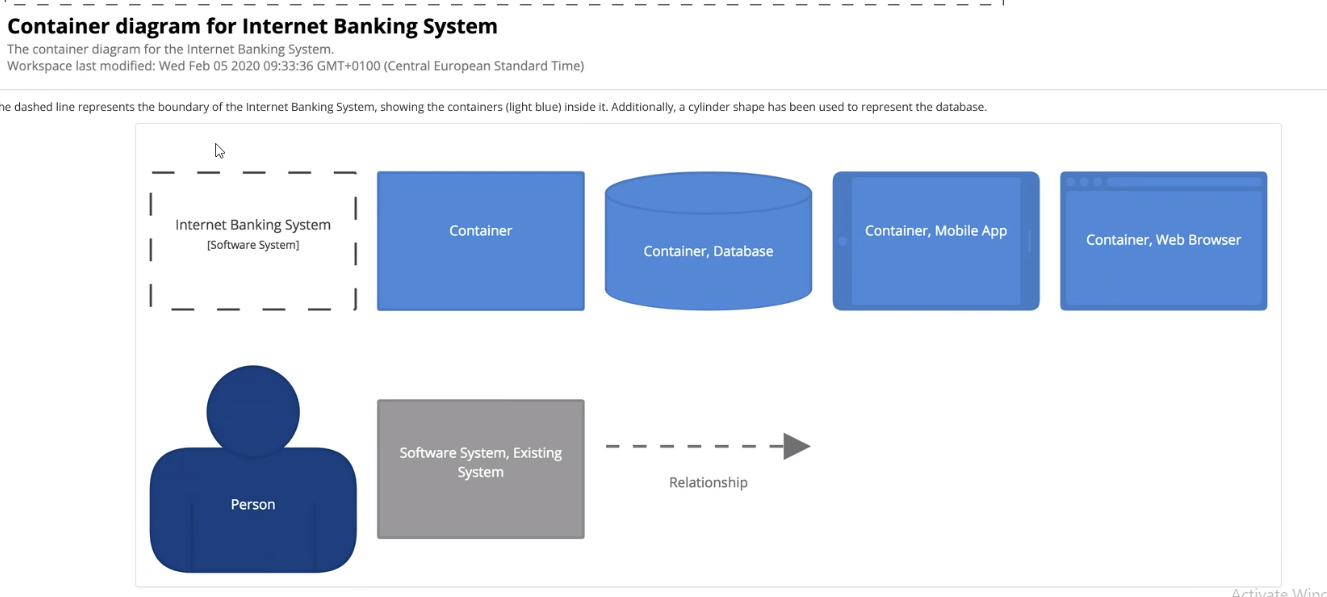 Container diagram for Internet Banking System
The container diagram for the Internet Banking System.
Workspace last modified: Wed Feb 05 2020 09:33:36 GMT+0100 (Central European Standard Time)
he dashed line represents the boundary of the Internet Banking System, showing the containers (light blue) inside it. Additionally, a cylinder shape has been used to represent the database.
Internet Banking System
[Software System]
Container
Container, Database
Container, Mobile App
Container, Web Browser
Person
Software System, Existing
System
Relationship
Activate Wind